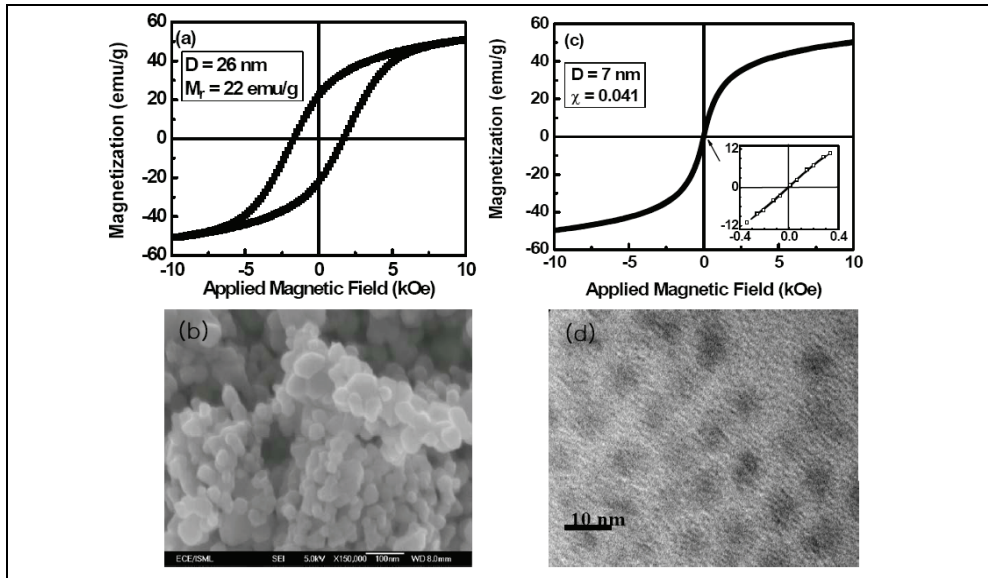 (a)
D = 26 nm
Mr = 22 emu/g
60
40
20
0
-20
-40
-60
Magnetization (emu/g)
-10 -5 0 5 10
Applied Magnetic Field (kOe)
(c)
D = 7 nm
χ = 0.041
60
40
20
0
-20
-40
-60
Magnetization (emu/g)
12
0
-12
-0.4 0.0 0.4
-10 -5 0 5 10
Applied Magnetic Field (kOe)
(b)
ECE/ISML SEI 5.0kV X150,000 100nm WD 8.0mm
(d)
10 nm